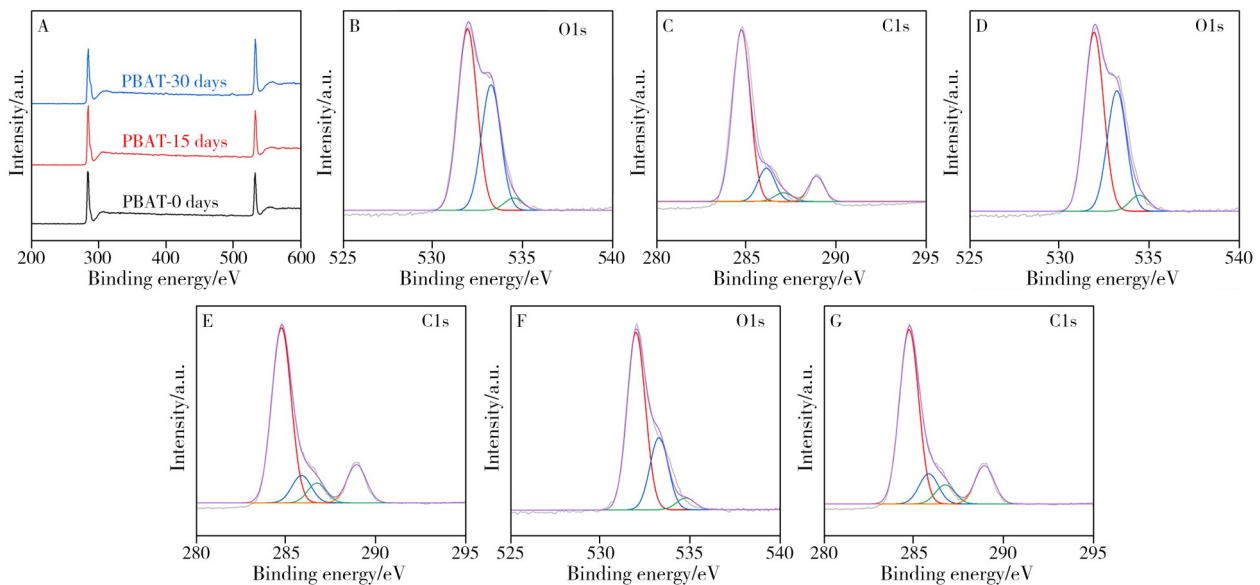 A
PBAT-30 days
PBAT-15 days
PBAT-0 days
Intensity/a.u.
200 300 400 500 600
Binding energy/eV
B
O1s
Intensity/a.u.
525 530 535 540
Binding energy/eV
C
C1s
Intensity/a.u.
280 285 290 295
Binding energy/eV
D
O1s
Intensity/a.u.
525 530 535 540
Binding energy/eV
E
C1s
Intensity/a.u.
280 285 290 295
Binding energy/eV
F
O1s
Intensity/a.u.
525 530 535 540
Binding energy/eV
G
C1s
Intensity/a.u.
280 285 290 295
Binding energy/eV